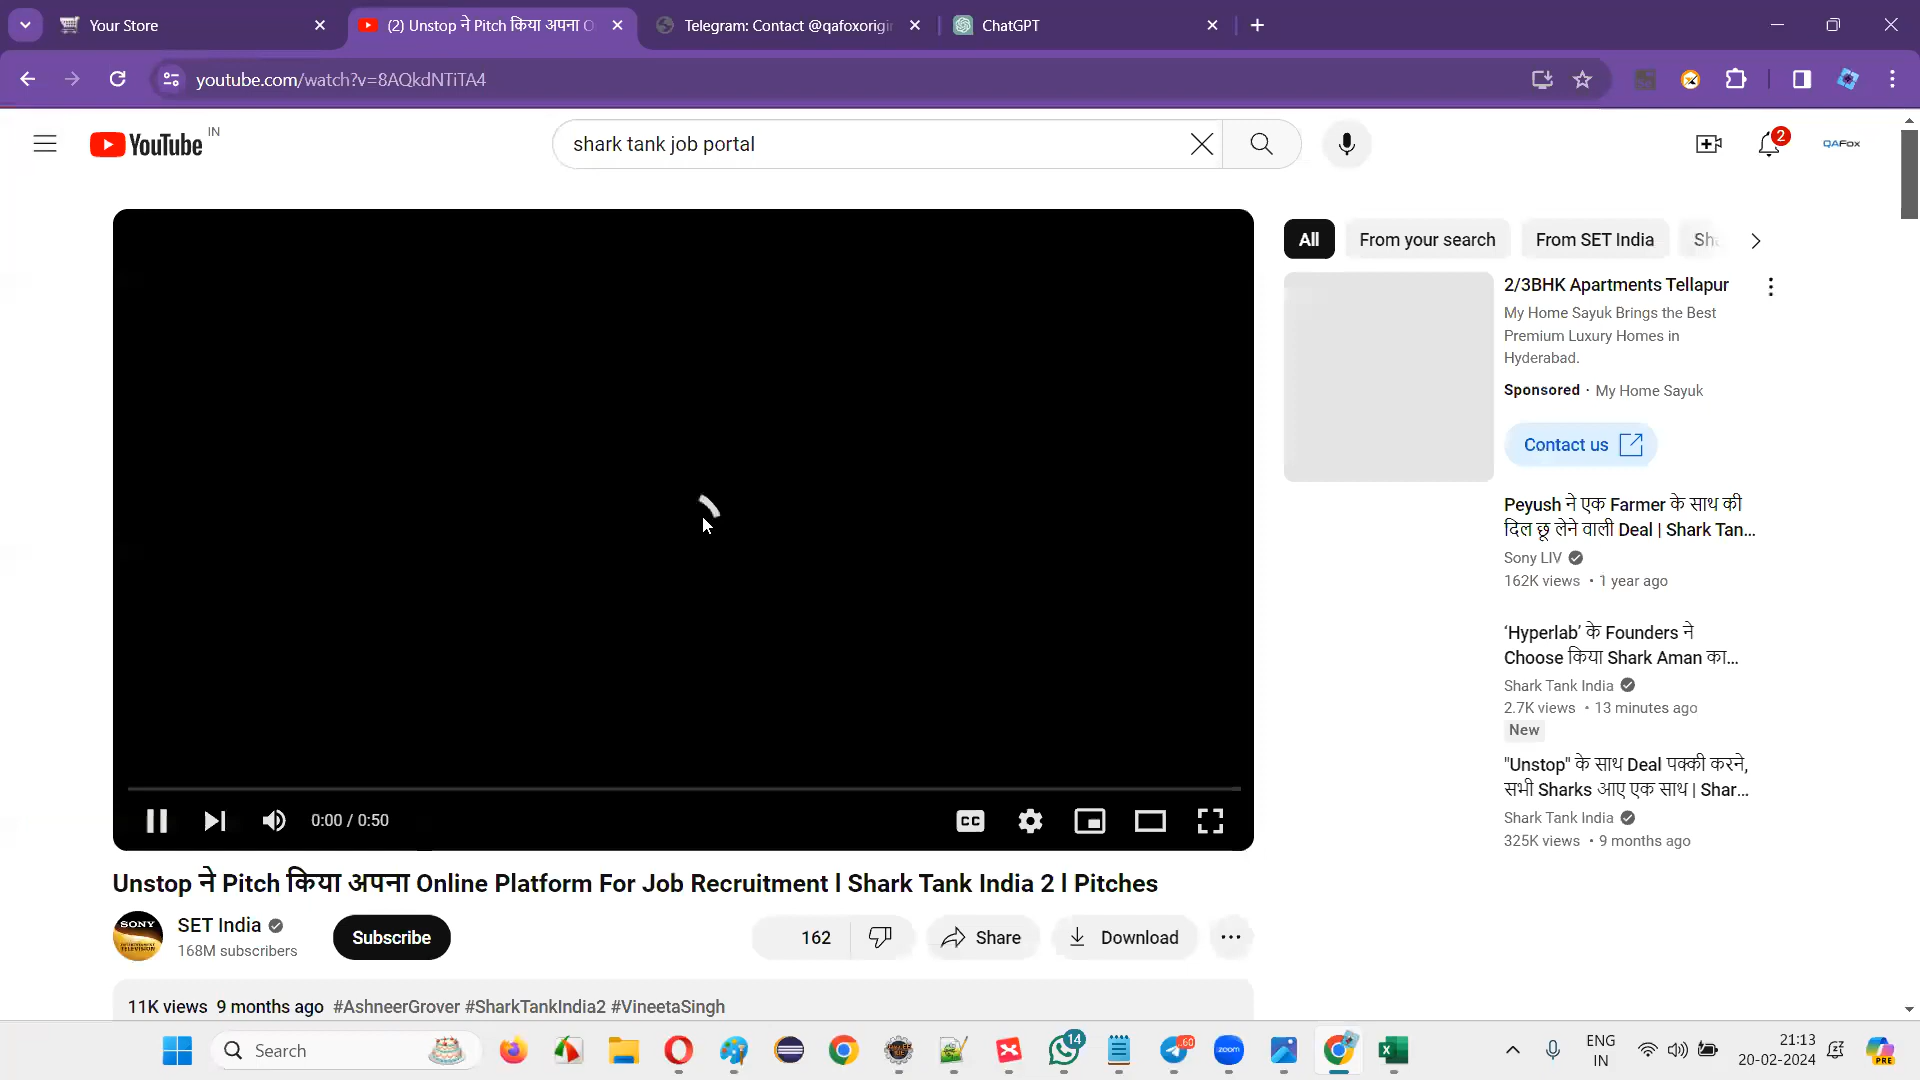 Your Store
(2) Unstop ने Pitch किया अपना O
Telegram: Contact @qafoxorigi
ChatGPT
youtube.com/watch?v=8AQkdNTiTA4
YouTube IN
shark tank job portal
2
QAFox
All
From your search
From SET India
Sh
2/3BHK Apartments Tellapur
My Home Sayuk Brings the Best
Premium Luxury Homes in
Hyderabad.
Sponsored · My Home Sayuk
Contact us
Peyush ने एक Farmer के साथ की
दिल छू लेने वाली Deal | Shark Tan...
Sony LIV
162K views • 1 year ago
‘Hyperlab’ के Founders ने
Choose किया Shark Aman का...
Shark Tank India
2.7K views • 13 minutes ago
New
"Unstop" के साथ Deal पक्की करने,
सभी Sharks आए एक साथ | Shar...
Shark Tank India
325K views • 9 months ago
0:00 / 0:50
CC
Unstop ने Pitch किया अपना Online Platform For Job Recruitment l Shark Tank India 2 l Pitches
SONY
SET India
168M subscribers
Subscribe
162
Share
Download
11K views 9 months ago #AshneerGrover #SharkTankIndia2 #VineetaSingh
Search
14
60
zoom
ENG
IN
21:13
20-02-2024
PRE